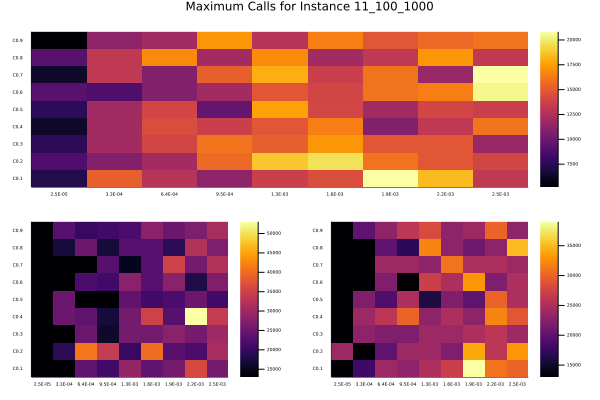 Maximum Calls for Instance 11_100_1000
C0.9
C0.8
C0.7
C0.6
C0.5
C0.4
C0.3
C0.2
C0.1
2.5E-05 3.3E-04 6.4E-04 9.5E-04 1.3E-03 1.6E-03 1.9E-03 2.2E-03 2.5E-03
20000
17500
15000
12500
10000
7500
C0.9
C0.8
C0.7
C0.6
C0.5
C0.4
C0.3
C0.2
C0.1
2.5E-05 3.3E-04 6.4E-04 9.5E-04 1.3E-03 1.6E-03 1.9E-03 2.2E-03 2.5E-03
50000
45000
40000
35000
30000
25000
20000
15000
C0.9
C0.8
C0.7
C0.6
C0.5
C0.4
C0.3
C0.2
C0.1
2.5E-05 3.3E-04 6.4E-04 9.5E-04 1.3E-03 1.6E-03 1.9E-03 2.2E-03 2.5E-03
35000
30000
25000
20000
15000